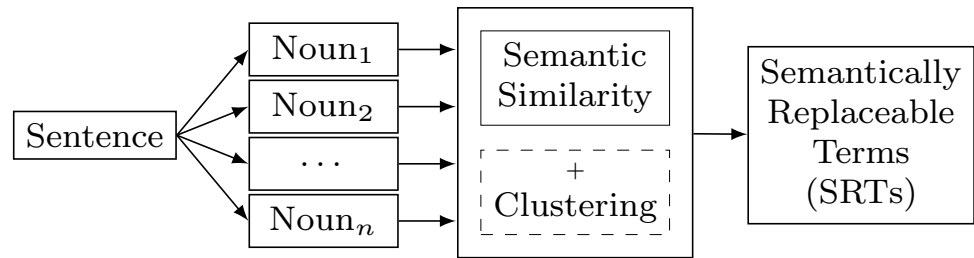 Sentence
Noun₁
Noun₂
⋯
Nounₙ
Semantic
Similarity
+
Clustering
Semantically
Replaceable
Terms
(SRTs)